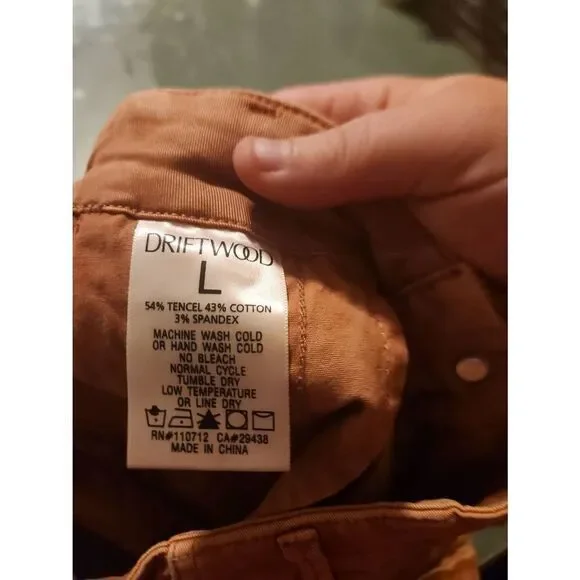 DRIFTWOOD
L
54% TENCEL 43% COTTON
3% SPANDEX
MACHINE WASH COLD
OR HAND WASH COLD
NO BLEACH
NORMAL CYCLE
TUMBLE DRY
LOW TEMPERATURE
OR LINE DRY
RN#110712 CA#29438
MADE IN CHINA